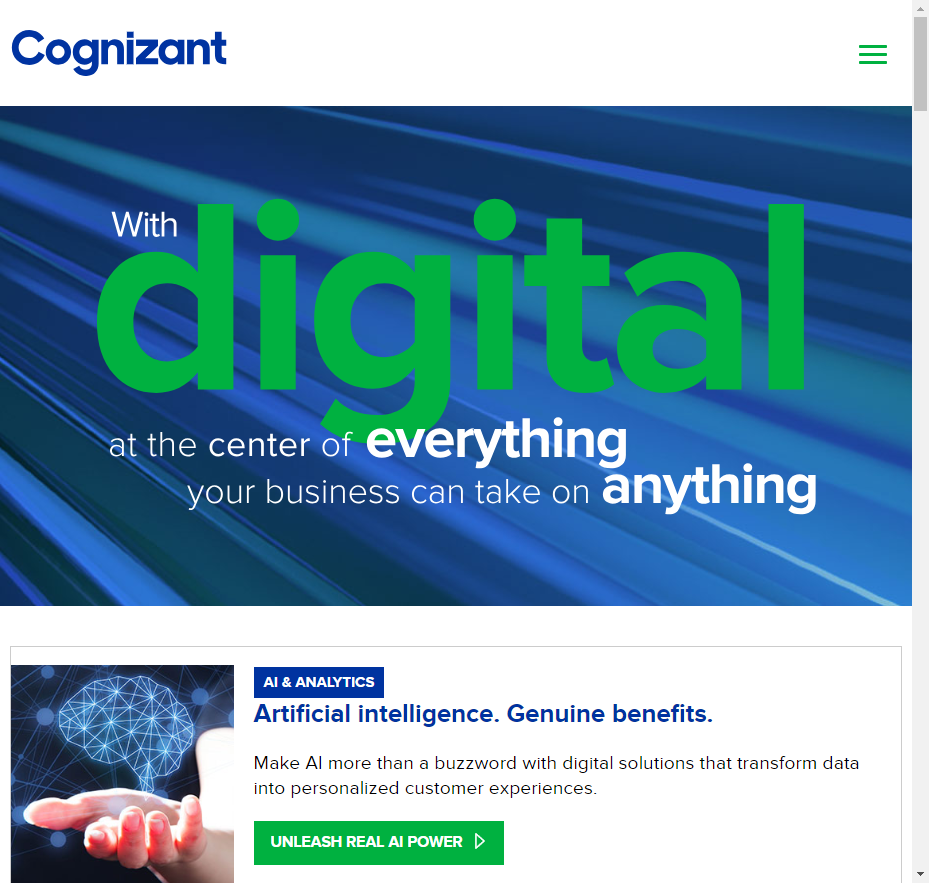 Cognizant
With
digital
at the center of everything
your business can take on anything
AI & ANALYTICS
Artificial intelligence. Genuine benefits.
Make AI more than a buzzword with digital solutions that transform data
into personalized customer experiences.
UNLEASH REAL AI POWER